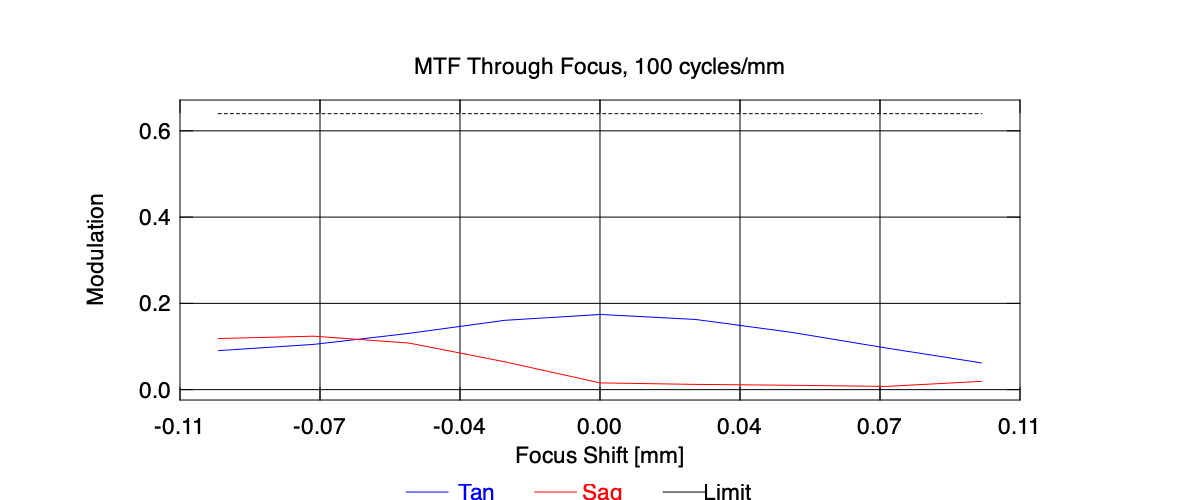 MTF Through Focus, 100 cycles/mm
Modulation
0.6
0.4
0.2
0.0
-0.11 -0.07 -0.04 0.00 0.04 0.07 0.11
Focus Shift [mm]
Tan Sag Limit